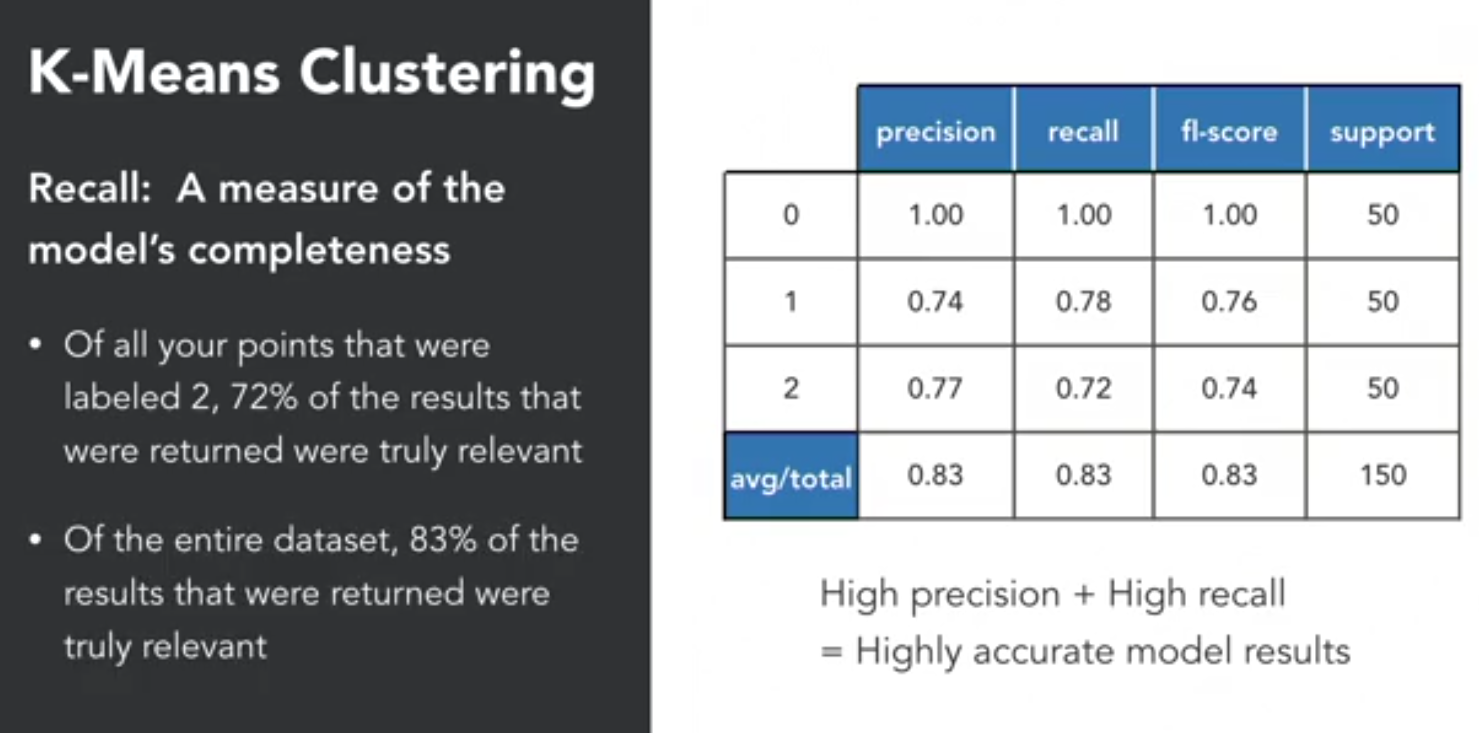 K-Means Clustering
Recall: A measure of the
model's completeness
• Of all your points that were
labeled 2, 72% of the results that
were returned were truly relevant
• Of the entire dataset, 83% of the
results that were returned were
truly relevant
precision recall fl-score support
0 1.00 1.00 1.00 50
1 0.74 0.78 0.76 50
2 0.77 0.72 0.74 50
avg/total 0.83 0.83 0.83 150
High precision + High recall
= Highly accurate model results